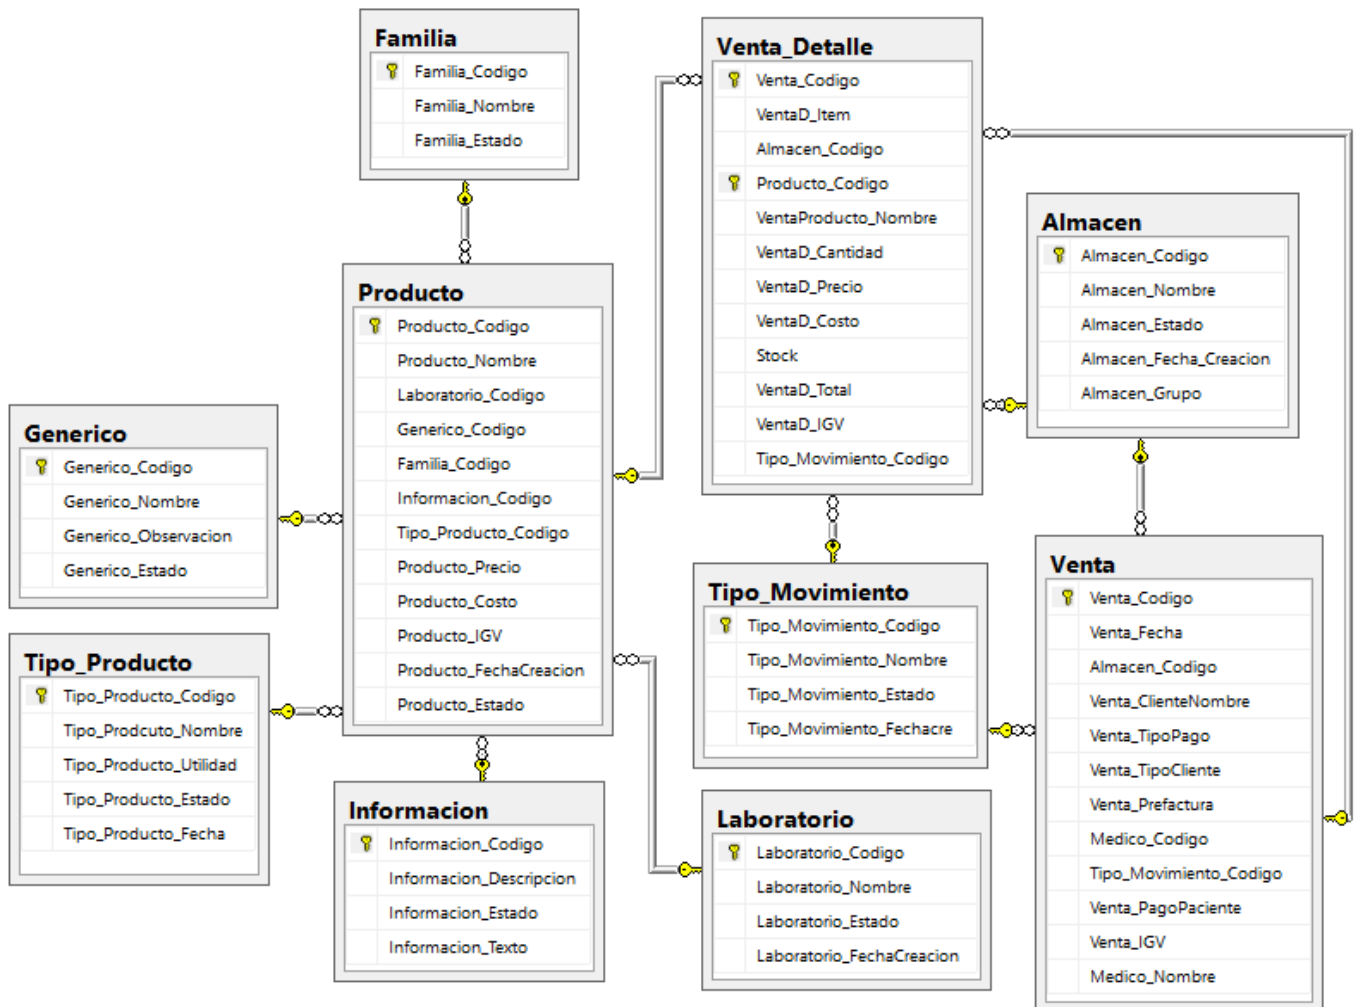 Familia
Familia_Codigo
Familia_Nombre
Familia_Estado
Venta_Detalle
Venta_Codigo
VentaD_Item
Almacen_Codigo
Producto_Codigo
VentaProducto_Nombre
VentaD_Cantidad
VentaD_Precio
VentaD_Costo
Stock
VentaD_Total
VentaD_IGV
Tipo_Movimiento_Codigo
Almacen
Almacen_Codigo
Almacen_Nombre
Almacen_Estado
Almacen_Fecha_Creacion
Almacen_Grupo
Producto
Producto_Codigo
Producto_Nombre
Laboratorio_Codigo
Generico_Codigo
Familia_Codigo
Informacion_Codigo
Tipo_Producto_Codigo
Producto_Precio
Producto_Costo
Producto_IGV
Producto_FechaCreacion
Producto_Estado
Generico
Generico_Codigo
Generico_Nombre
Generico_Observacion
Generico_Estado
Tipo_Producto
Tipo_Producto_Codigo
Tipo_Prodcuto_Nombre
Tipo_Producto_Utilidad
Tipo_Producto_Estado
Tipo_Producto_Fecha
Tipo_Movimiento
Tipo_Movimiento_Codigo
Tipo_Movimiento_Nombre
Tipo_Movimiento_Estado
Tipo_Movimiento_Fechacre
Venta
Venta_Codigo
Venta_Fecha
Almacen_Codigo
Venta_ClienteNombre
Venta_TipoPago
Venta_TipoCliente
Venta_Prefactura
Medico_Codigo
Tipo_Movimiento_Codigo
Venta_PagoPaciente
Venta_IGV
Medico_Nombre
Informacion
Informacion_Codigo
Informacion_Descripcion
Informacion_Estado
Informacion_Texto
Laboratorio
Laboratorio_Codigo
Laboratorio_Nombre
Laboratorio_Estado
Laboratorio_FechaCreacion